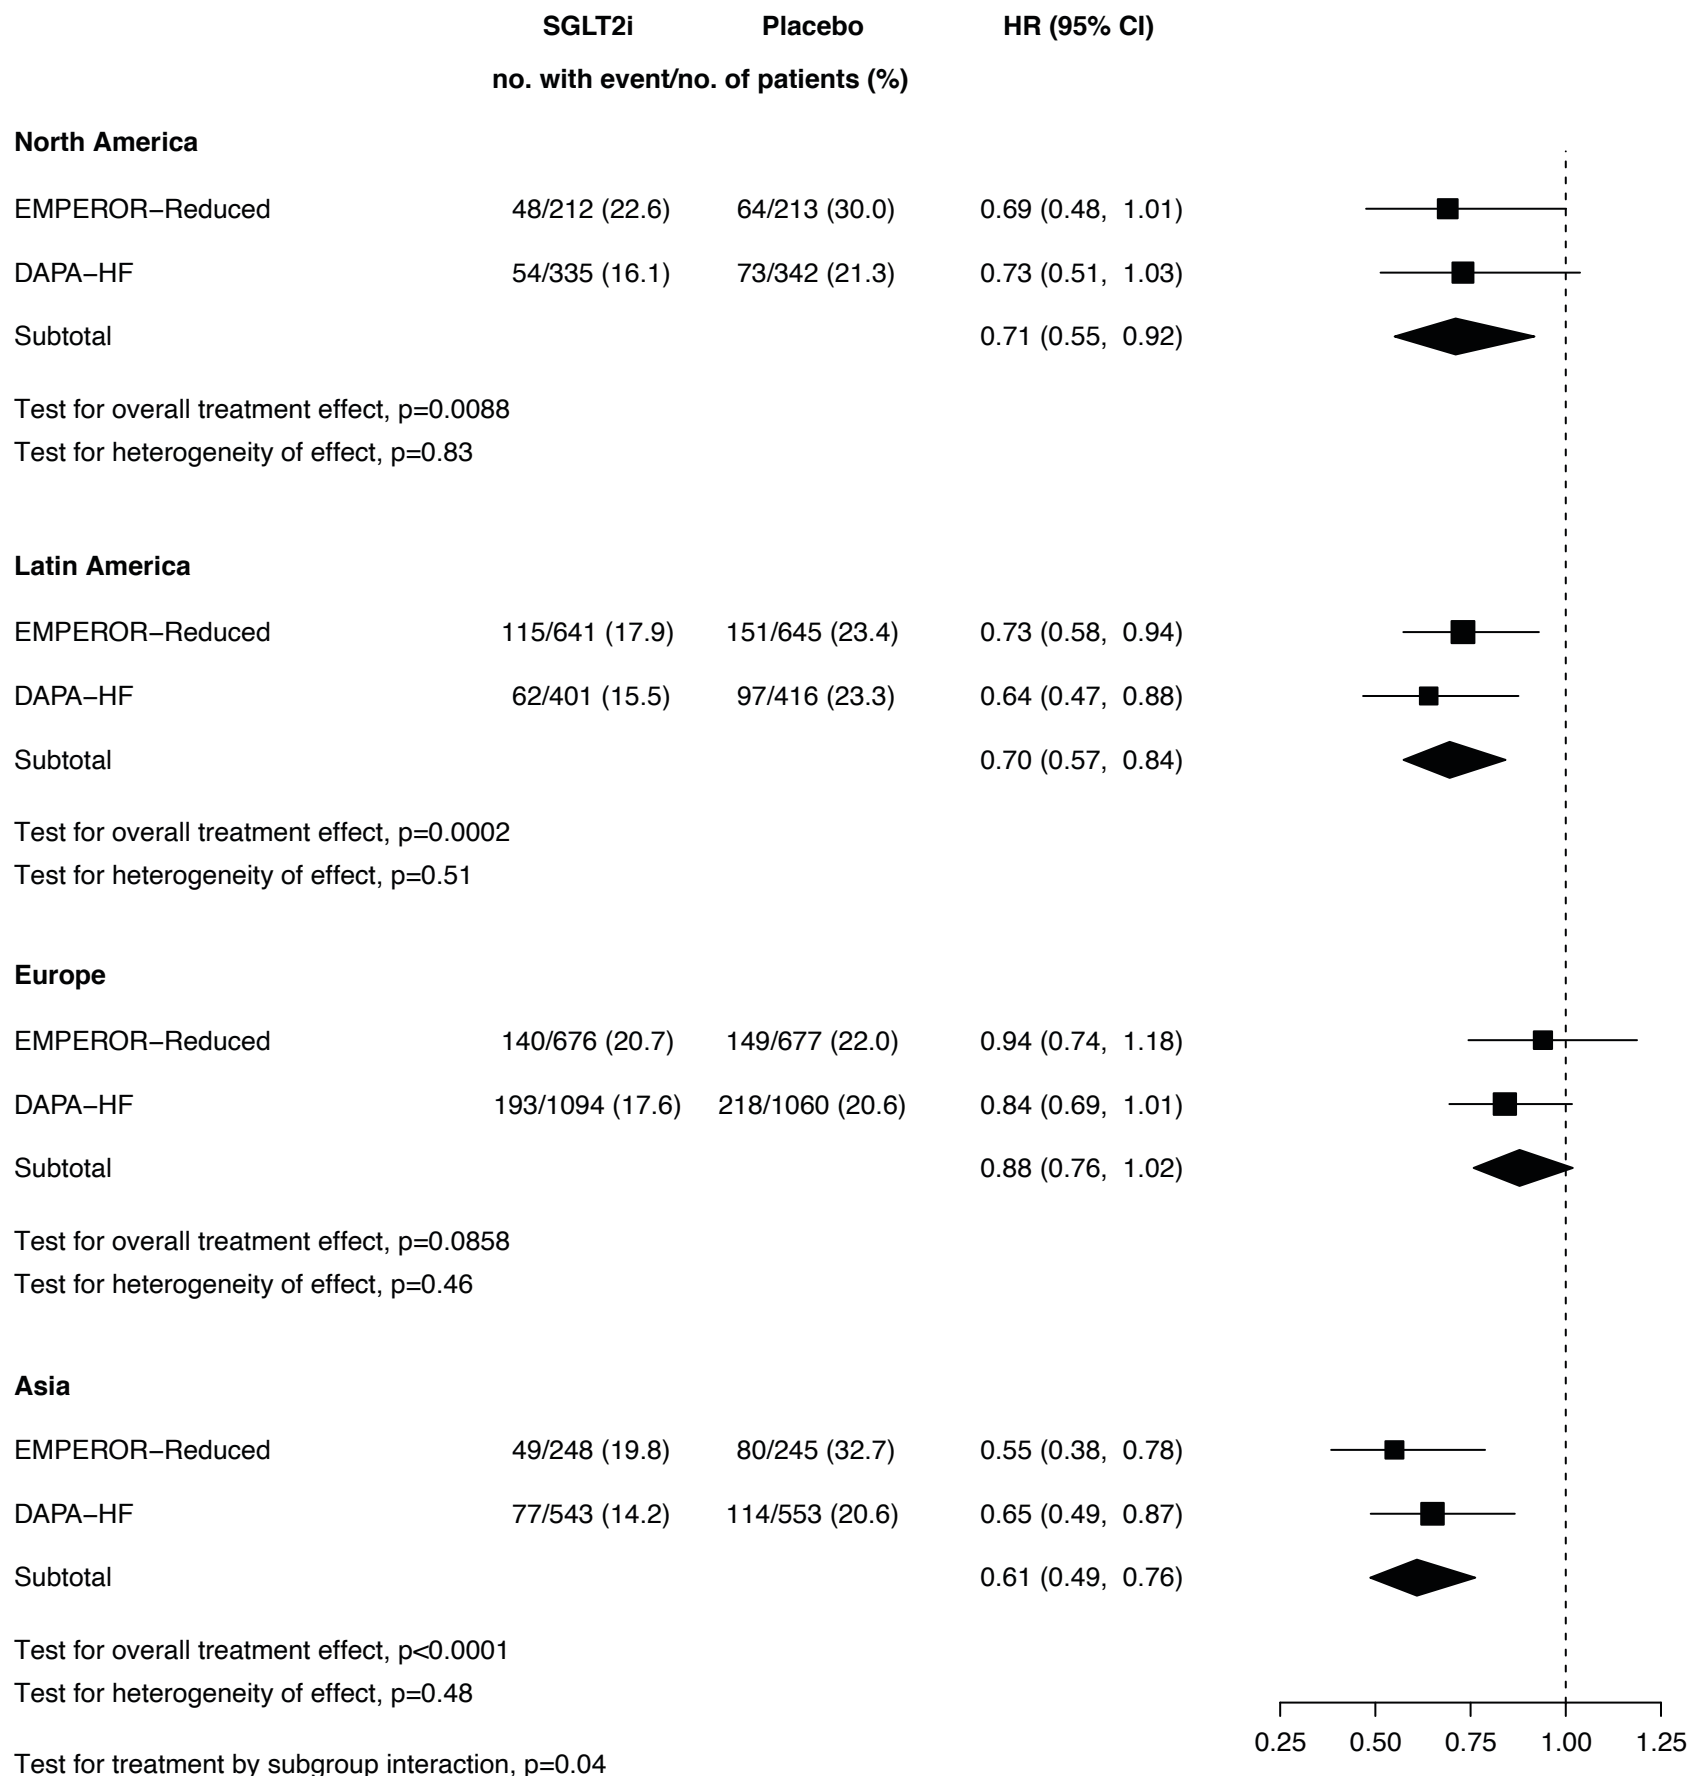 SGLT2i Placebo HR (95% CI)
no. with event/no. of patients (%)
North America
EMPEROR−Reduced 48/212 (22.6) 64/213 (30.0) 0.69 (0.48, 1.01)
DAPA−HF 54/335 (16.1) 73/342 (21.3) 0.73 (0.51, 1.03)
Subtotal 0.71 (0.55, 0.92)
Test for overall treatment effect, p=0.0088
Test for heterogeneity of effect, p=0.83
Latin America
EMPEROR−Reduced 115/641 (17.9) 151/645 (23.4) 0.73 (0.58, 0.94)
DAPA−HF 62/401 (15.5) 97/416 (23.3) 0.64 (0.47, 0.88)
Subtotal 0.70 (0.57, 0.84)
Test for overall treatment effect, p=0.0002
Test for heterogeneity of effect, p=0.51
Europe
EMPEROR−Reduced 140/676 (20.7) 149/677 (22.0) 0.94 (0.74, 1.18)
DAPA−HF 193/1094 (17.6) 218/1060 (20.6) 0.84 (0.69, 1.01)
Subtotal 0.88 (0.76, 1.02)
Test for overall treatment effect, p=0.0858
Test for heterogeneity of effect, p=0.46
Asia
EMPEROR−Reduced 49/248 (19.8) 80/245 (32.7) 0.55 (0.38, 0.78)
DAPA−HF 77/543 (14.2) 114/553 (20.6) 0.65 (0.49, 0.87)
Subtotal 0.61 (0.49, 0.76)
Test for overall treatment effect, p<0.0001
Test for heterogeneity of effect, p=0.48
0.25 0.50 0.75 1.00 1.25
Test for treatment by subgroup interaction, p=0.04